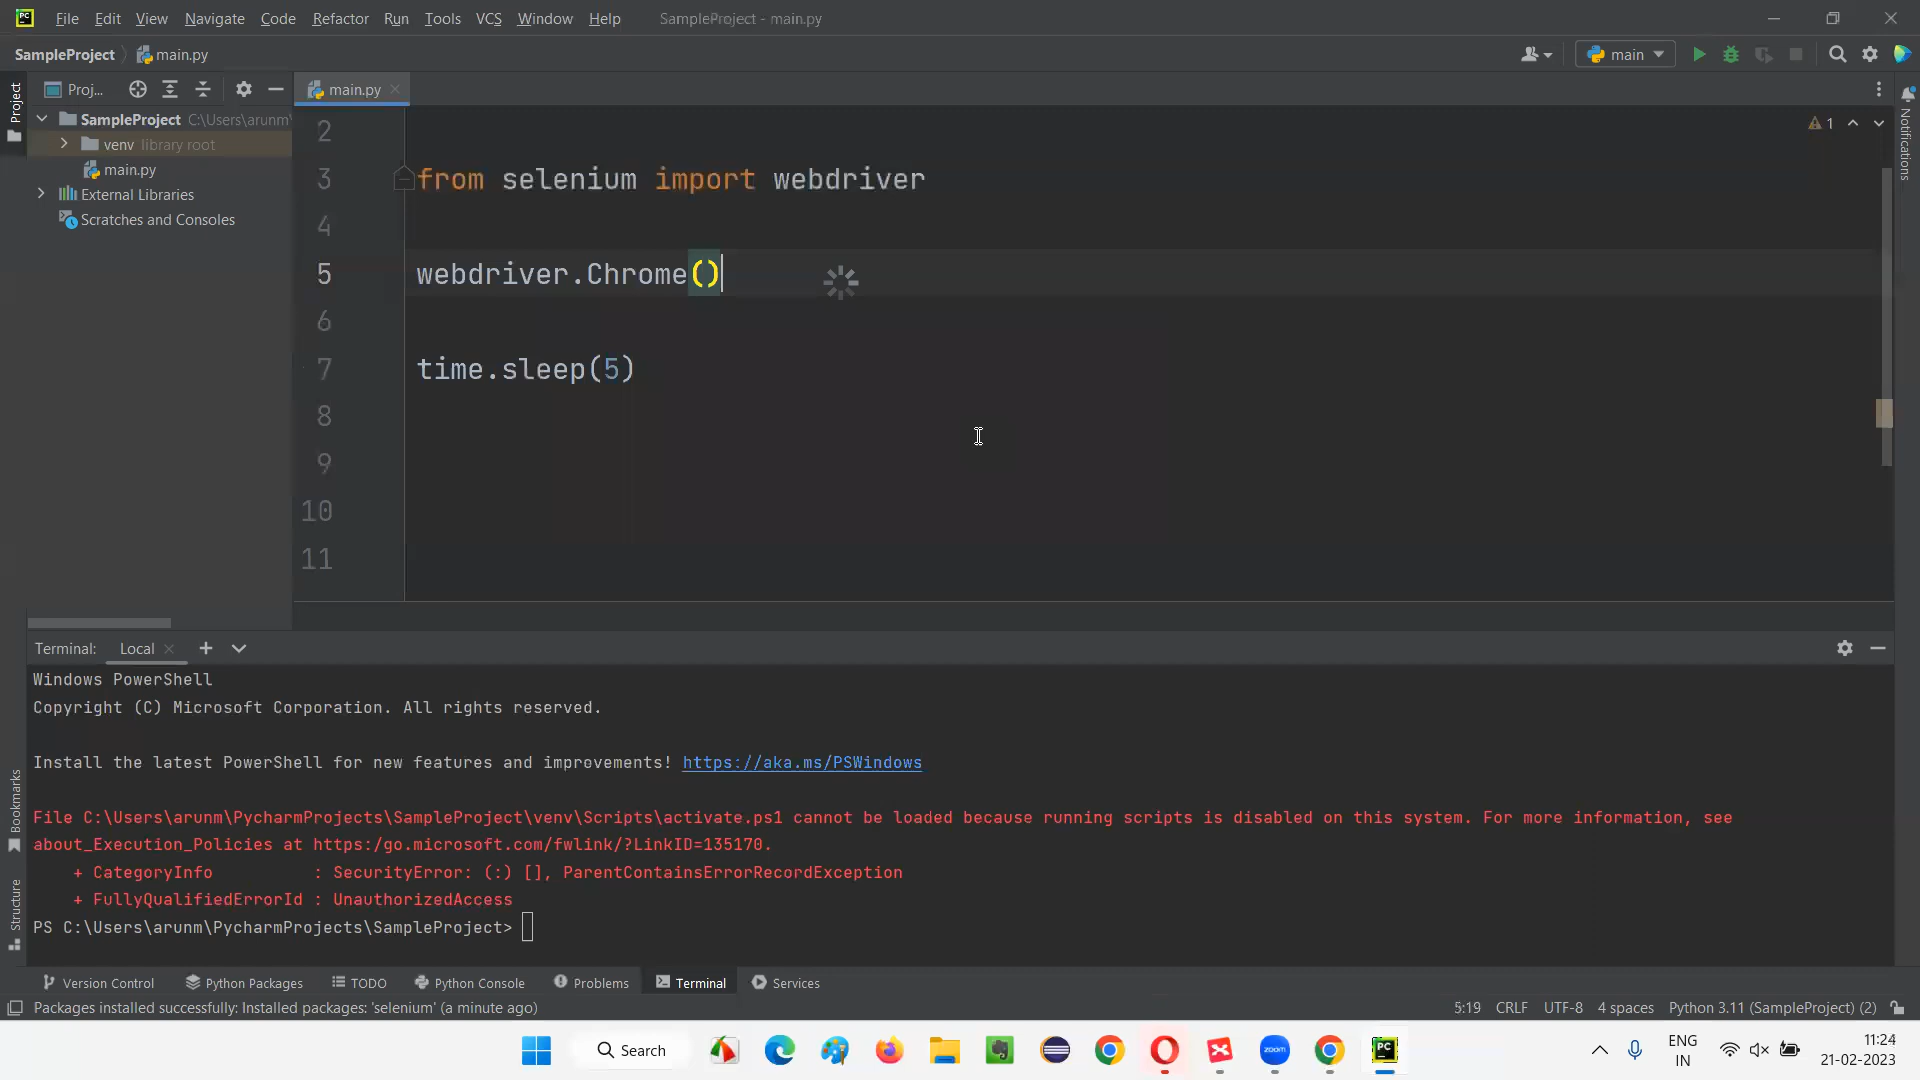 PC
File Edit View Navigate Code Refactor Run Tools VCS Window Help SampleProject - main.py
SampleProject main.py main
Project Proj... main.py
SampleProject C:\Users\arunm\
venv library root
main.py
External Libraries
Scratches and Consoles
1
Notifications
2
3 from selenium import webdriver
4
5 webdriver.Chrome()
6
7 time.sleep(5)
8
9
10
11
Terminal: Local
Windows PowerShell
Copyright (C) Microsoft Corporation. All rights reserved.
Install the latest PowerShell for new features and improvements! https://aka.ms/PSWindows
File C:\Users\arunm\PycharmProjects\SampleProject\venv\Scripts\activate.ps1 cannot be loaded because running scripts is disabled on this system. For more information, see
about_Execution_Policies at https:/go.microsoft.com/fwlink/?LinkID=135170.
+ CategoryInfo : SecurityError: (:) [], ParentContainsErrorRecordException
+ FullyQualifiedErrorId : UnauthorizedAccess
PS C:\Users\arunm\PycharmProjects\SampleProject>
Bookmarks
Structure
Version Control Python Packages TODO Python Console Problems Terminal Services
Packages installed successfully: Installed packages: 'selenium' (a minute ago) 5:19 CRLF UTF-8 4 spaces Python 3.11 (SampleProject) (2)
Search zoom PC ENG 11:24
IN 21-02-2023